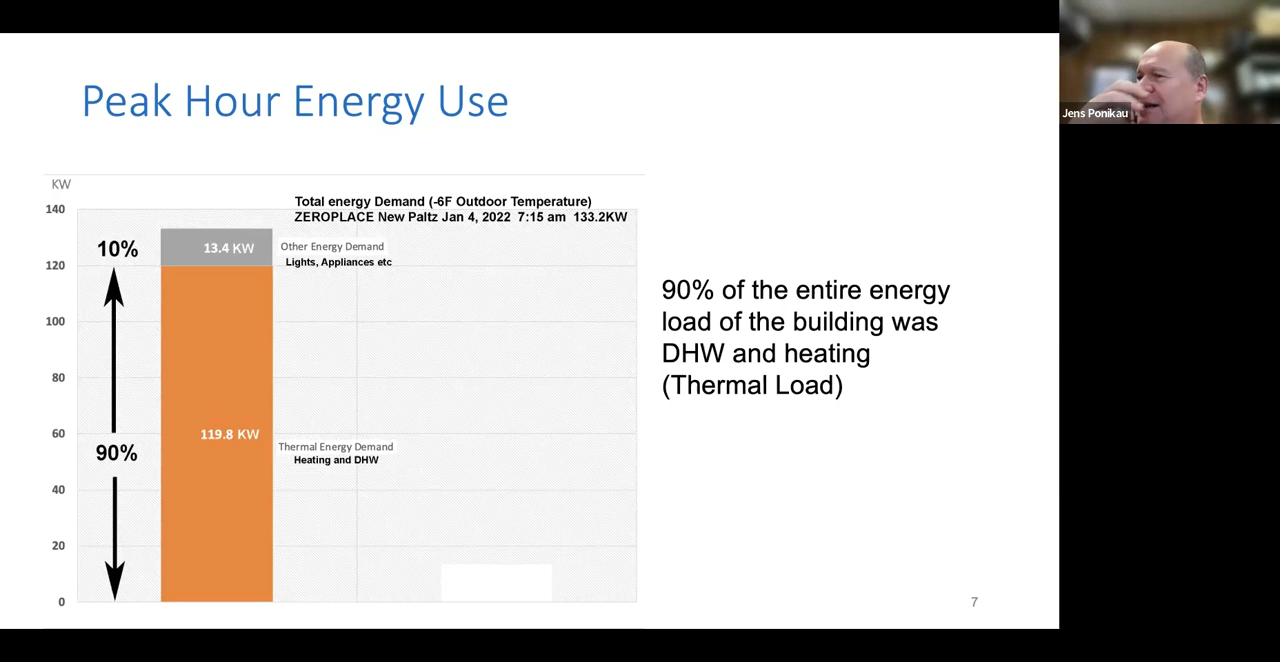 Peak Hour Energy Use
KW
Total energy Demand (-6F Outdoor Temperature)
ZEROPLACE New Paltz Jan 4, 2022 7:15 am 133.2KW
140
10%
13.4 KW
Other Energy Demand
Lights, Appliances etc
120
100
80
60
90%
119.8 KW
Thermal Energy Demand
Heating and DHW
40
20
0
90% of the entire energy
load of the building was
DHW and heating
(Thermal Load)
7
Jens Ponikau